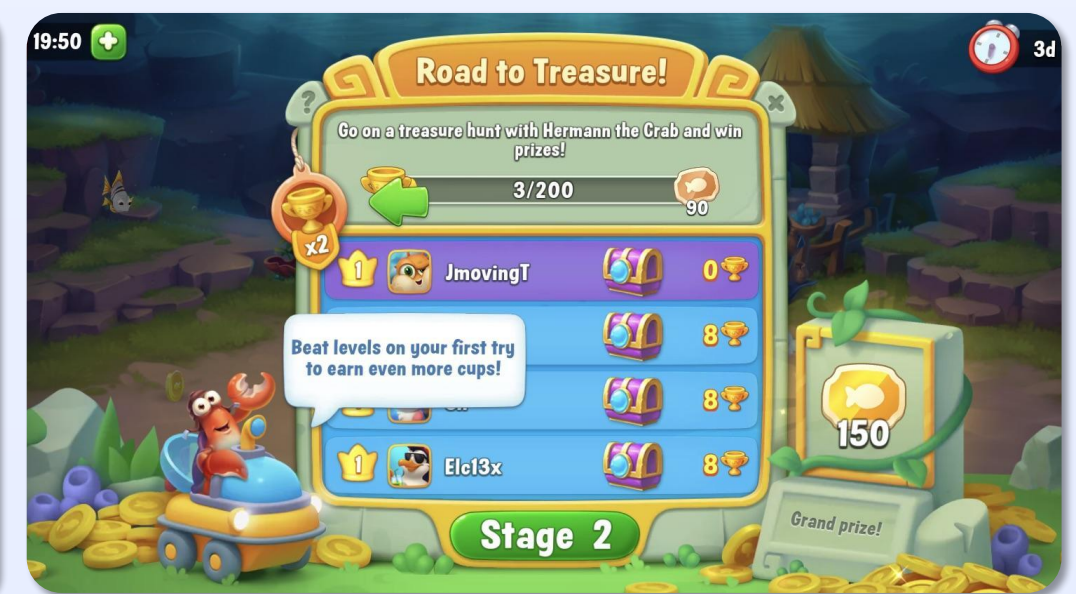 19:50
3d
Road to Treasure!
?
Go on a treasure hunt with Hermann the Crab and win
prizes!
3/200
90
x2
1
JmovingT
0
8
Beat levels on your first try
to earn even more cups!
8
1
Elc13x
8
150
Stage 2
Grand prize!